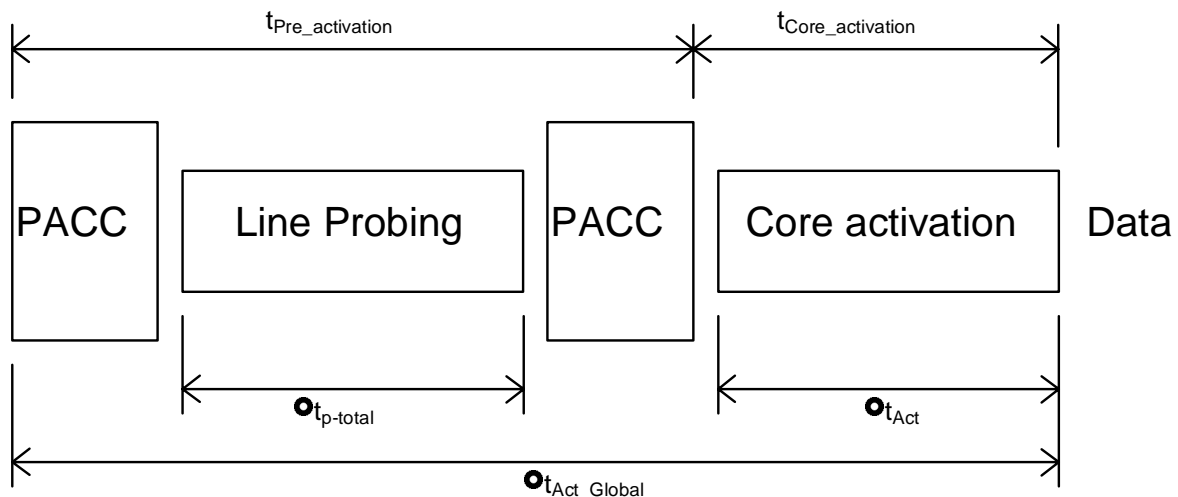 tPre_activation
tCore_activation
PACC
Line Probing
PACC
Core activation
Data
tp-total
tAct
tAct_Global